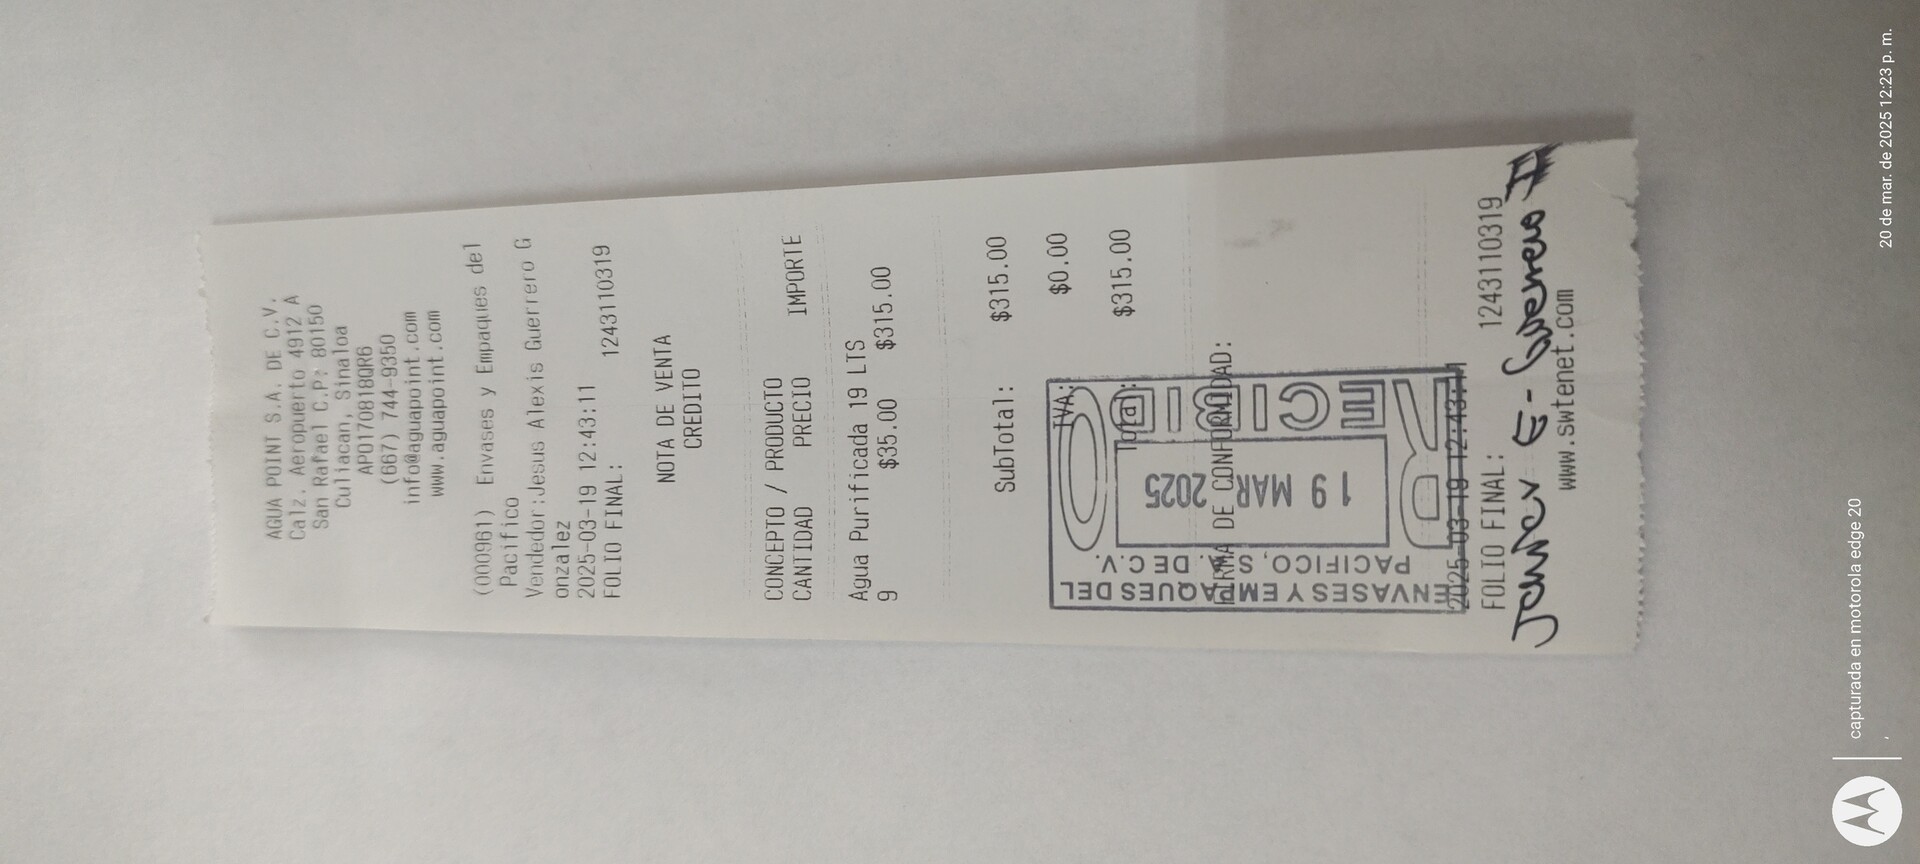 AGUA POINT S.A. DE C.V.
Calz. Aeropuerto 4912 A
San Rafael C.P: 80150
Culiacan, Sinaloa
APO170818QR6
(667) 744-9350
info@aguapoint.com
www.aguapoint.com
(000961) Envases y Empaques del
Pacifico
Vendedor:Jesus Alexis Guerrero G
onzalez
2025-03-19 12:43:11
FOLIO FINAL: 1243110319
NOTA DE VENTA
CREDITO
CONCEPTO / PRODUCTO
CANTIDAD PRECIO IMPORTE
Agua Purificada 19 LTS
9 $35.00 $315.00
SubTotal: $315.00
IVA: $0.00
Total: $315.00
FIRMA DE CONFORMIDAD:
ENVASES Y EMPAQUES DEL
PACIFICO, S.A. DE C.V.
19 MAR 2025
RECIBIDO
2025-03-19 12:43:11
FOLIO FINAL: 1243110319
www.swtenet.com
capturada en motorola edge 20
20 de mar. de 2025 12:23 p. m.